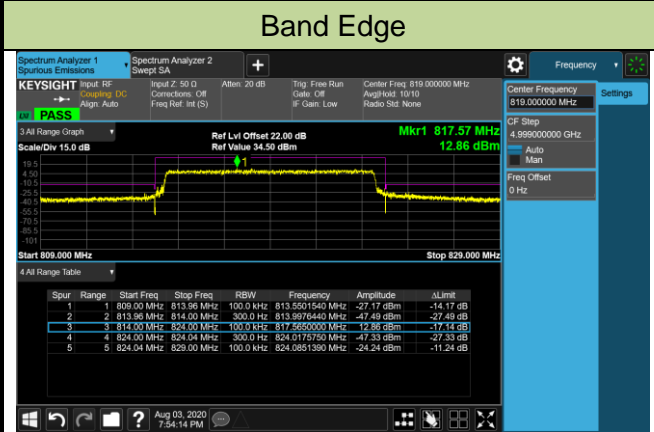 Band Edge
Spectrum Analyzer 1
Spurious Emissions
Spectrum Analyzer 2
Swept SA
Frequency
KEYSIGHT
Input: RF
Coupling: DC
Align: Auto
Input Z: 50 Ω
Corrections: Off
Freq Ref: Int (S)
Atten: 20 dB
Trig: Free Run
Gate: Off
IF Gain: Low
Center Freq: 819.000000 MHz
Avg|Hold: 10/10
Radio Std: None
PASS
Center Frequency
819.000000 MHz
Settings
CF Step
4.999000000 GHz
Auto
Man
Freq Offset
0 Hz
3 All Range Graph
Scale/Div 15.0 dB
Ref Lvl Offset 22.00 dB
Ref Value 34.50 dBm
Mkr1 817.57 MHz
12.86 dBm
1
19.5
4.50
-10.5
-25.5
-40.5
-55.5
-70.5
-85.5
-101
Start 809.000 MHz
Stop 829.000 MHz
4 All Range Table
Spur Range Start Freq Stop Freq RBW Frequency Amplitude ΔLimit
1 1 809.00 MHz 813.96 MHz 100.0 kHz 813.5501540 MHz -27.17 dBm -14.17 dB
2 2 813.96 MHz 814.00 MHz 300.0 Hz 813.9976440 MHz -47.49 dBm -27.49 dB
3 3 814.00 MHz 824.00 MHz 100.0 kHz 817.5650000 MHz 12.86 dBm -17.14 dB
4 4 824.00 MHz 824.04 MHz 300.0 Hz 824.0175750 MHz -47.33 dBm -27.33 dB
5 5 824.04 MHz 829.00 MHz 100.0 kHz 824.0851390 MHz -24.24 dBm -11.24 dB
Aug 03, 2020
7:54:14 PM